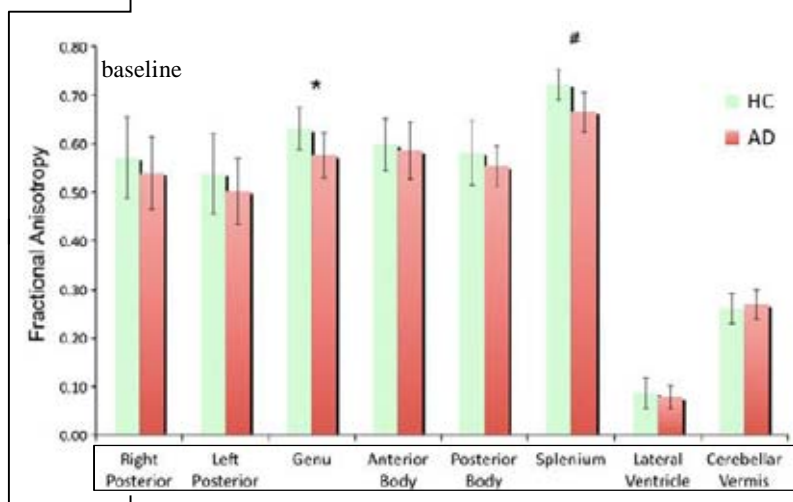 baseline
0.80
0.70
0.60
0.50
0.40
0.30
0.20
0.10
0.00
Fractional Anisotropy
*
#
HC
AD
Right Posterior
Left Posterior
Genu
Anterior Body
Posterior Body
Splenium
Lateral Ventricle
Cerebellar Vermis